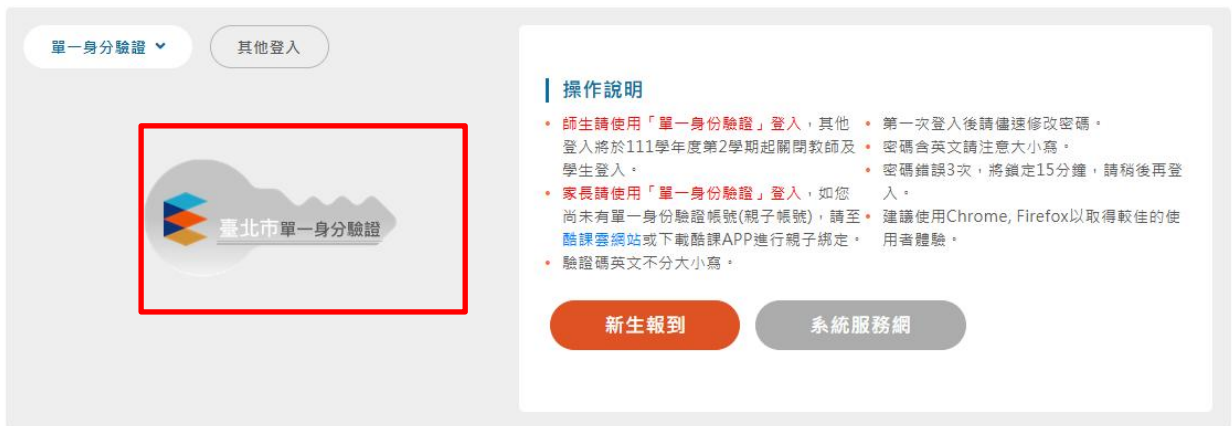 單一身分驗證
其他登入
臺北市單一身分驗證
操作說明
師生請使用「單一身份驗證」登入，其他
登入將於111學年度第2學期起關閉教師及
學生登入。
家長請使用「單一身份驗證」登入，如您
尚未有單一身份驗證帳號(親子帳號)，請至
酷課雲網站或下載酷課APP進行親子綁定。
驗證碼英文不分大小寫。
第一次登入後請儘速修改密碼。
密碼含英文請注意大小寫。
密碼錯誤3次，將鎖定15分鐘，請稍後再登
入。
建議使用Chrome, Firefox以取得較佳的使
用者體驗。
新生報到
系統服務網